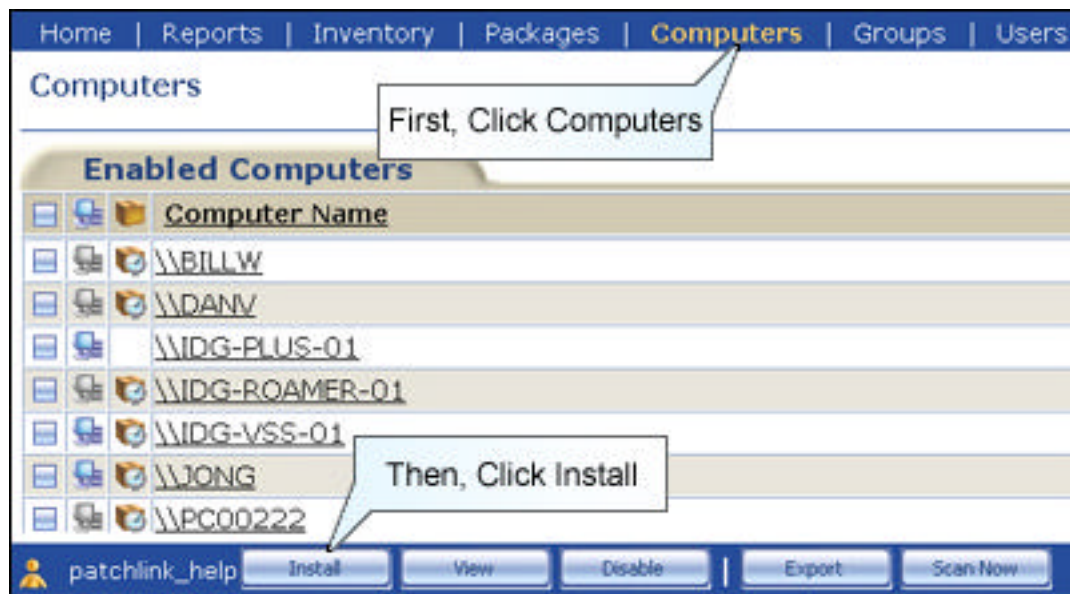 Home | Reports | Inventory | Packages | Computers | Groups | Users
Computers
First, Click Computers
Enabled Computers
Computer Name
\\BILLW
\\DANV
\\IDG-PLUS-01
\\IDG-ROAMER-01
\\IDG-VSS-01
\\JONG
Then, Click Install
\\PC00222
patchlink_help Install View Disable | Export Scan Now